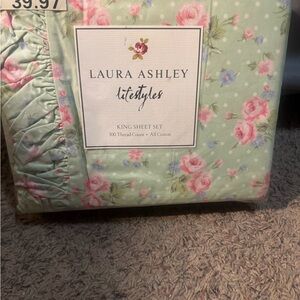 39.97
LAURA ASHLEY
lifestyles
KING SHEET SET
300 Thread Count • All Cotton